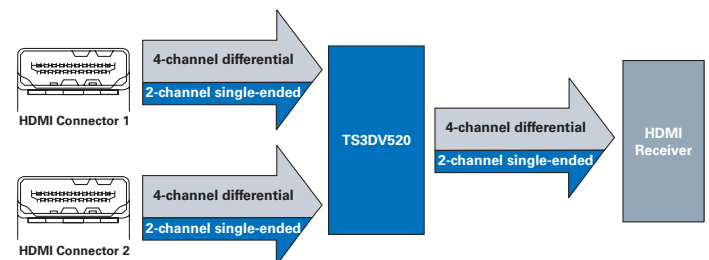 4-channel differential
2-channel single-ended
HDMI Connector 1
TS3DV520
4-channel differential
2-channel single-ended
HDMI
Receiver
4-channel differential
2-channel single-ended
HDMI Connector 2